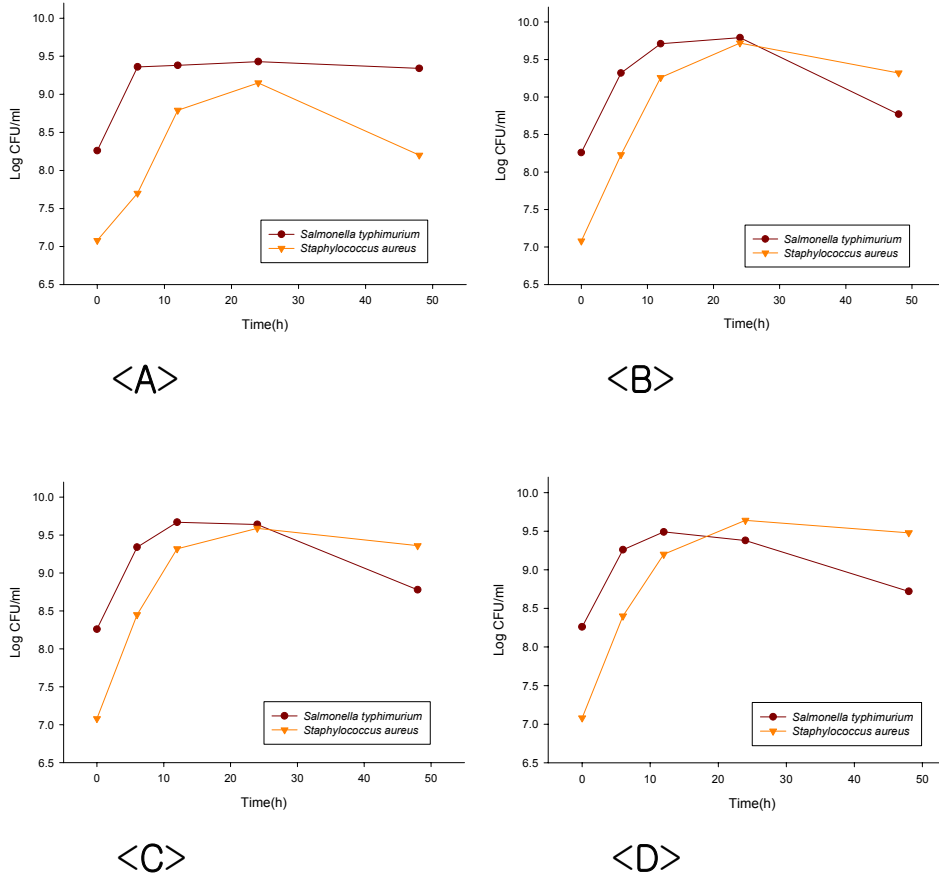 10.0
9.5
9.0
8.5
8.0
7.5
7.0
6.5
Log CFU/ml
Salmonella typhimurium
Staphylococcus aureus
0 10 20 30 40 50
Time(h)
<A>
10.0
9.5
9.0
8.5
8.0
7.5
7.0
6.5
Log CFU/ml
Salmonella typhimurium
Staphylococcus aureus
0 10 20 30 40 50
Time(h)
<B>
10.0
9.5
9.0
8.5
8.0
7.5
7.0
6.5
Log CFU/ml
Salmonella typhimurium
Staphylococcus aureus
0 10 20 30 40 50
Time(h)
<C>
10.0
9.5
9.0
8.5
8.0
7.5
7.0
6.5
Log CFU/ml
Salmonella typhimurium
Staphylococcus aureus
0 10 20 30 40 50
Time(h)
<D>